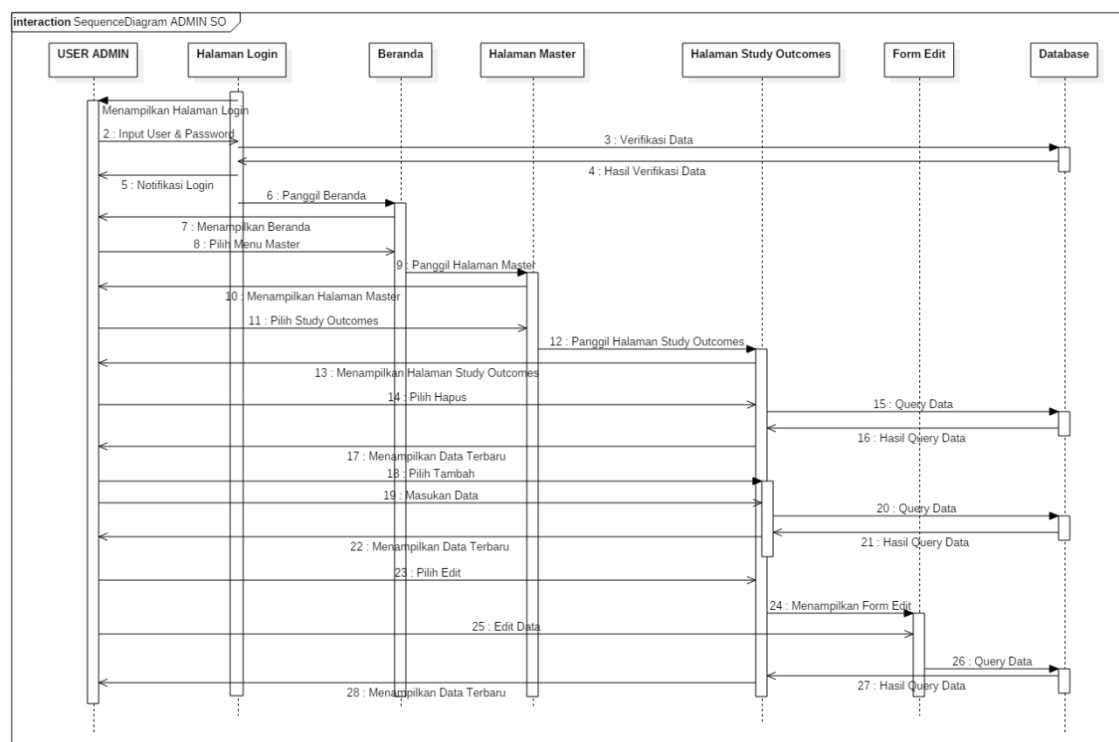 interaction SequenceDiagram ADMIN SO
USER ADMIN
Halaman Login
Beranda
Halaman Master
Halaman Study Outcomes
Form Edit
Database
Menampilkan Halaman Login
2 : Input User & Password
3 : Verifikasi Data
4 : Hasil Verifikasi Data
5 : Notifikasi Login
6 : Panggil Beranda
7 : Menampilkan Beranda
8 : Pilih Menu Master
9 : Panggil Halaman Master
10 : Menampilkan Halaman Master
11 : Pilih Study Outcomes
12 : Panggil Halaman Study Outcomes
13 : Menampilkan Halaman Study Outcomes
14 : Pilih Hapus
15 : Query Data
16 : Hasil Query Data
17 : Menampilkan Data Terbaru
18 : Pilih Tambah
19 : Masukan Data
20 : Query Data
21 : Hasil Query Data
22 : Menampilkan Data Terbaru
23 : Pilih Edit
24 : Menampilkan Form Edit
25 : Edit Data
26 : Query Data
27 : Hasil Query Data
28 : Menampilkan Data Terbaru